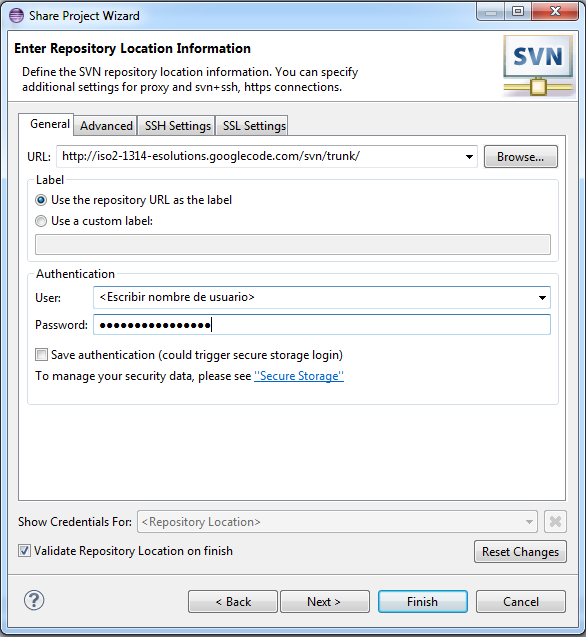 Share Project Wizard
Enter Repository Location Information
Define the SVN repository location information. You can specify
additional settings for proxy and svn+ssh, https connections.
SVN
General
Advanced
SSH Settings
SSL Settings
URL:
http://iso2-1314-esolutions.googlecode.com/svn/trunk/
Browse...
Label
Use the repository URL as the label
Use a custom label:
Authentication
User:
<Escribir nombre de usuario>
Password:
●●●●●●●●●●●●●●●●
Save authentication (could trigger secure storage login)
To manage your security data, please see "Secure Storage"
Show Credentials For:
<Repository Location>
Validate Repository Location on finish
Reset Changes
?
< Back
Next >
Finish
Cancel